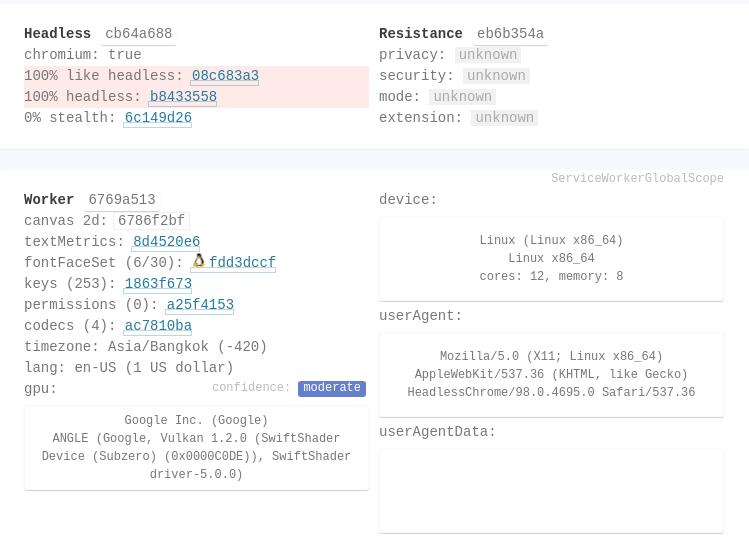 Headless cb64a688
chromium: true
100% like headless: 08c683a3
100% headless: b8433558
0% stealth: 6c149d26
Resistance eb6b354a
privacy: unknown
security: unknown
mode: unknown
extension: unknown
ServiceWorkerGlobalScope
Worker 6769a513
canvas 2d: 6786f2bf
textMetrics: 8d4520e6
fontFaceSet (6/30): fdd3dccf
keys (253): 1863f673
permissions (0): a25f4153
codecs (4): ac7810ba
timezone: Asia/Bangkok (-420)
lang: en-US (1 US dollar)
gpu: confidence: moderate
Google Inc. (Google)
ANGLE (Google, Vulkan 1.2.0 (SwiftShader
Device (Subzero) (0x0000C0DE)), SwiftShader
driver-5.0.0)
device:
Linux (Linux x86_64)
Linux x86_64
cores: 12, memory: 8
userAgent:
Mozilla/5.0 (X11; Linux x86_64)
AppleWebKit/537.36 (KHTML, like Gecko)
HeadlessChrome/98.0.4695.0 Safari/537.36
userAgentData: